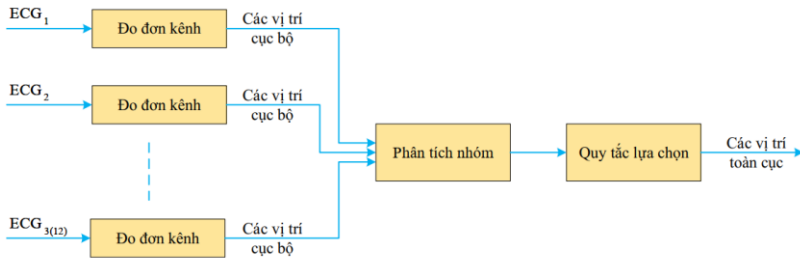 ECG1
Đo đơn kênh
Các vị trí
cục bộ
ECG2
Đo đơn kênh
Các vị trí
cục bộ
Phân tích nhóm
Quy tắc lựa chọn
Các vị trí
toàn cục
ECG3(12)
Đo đơn kênh
Các vị trí
cục bộ